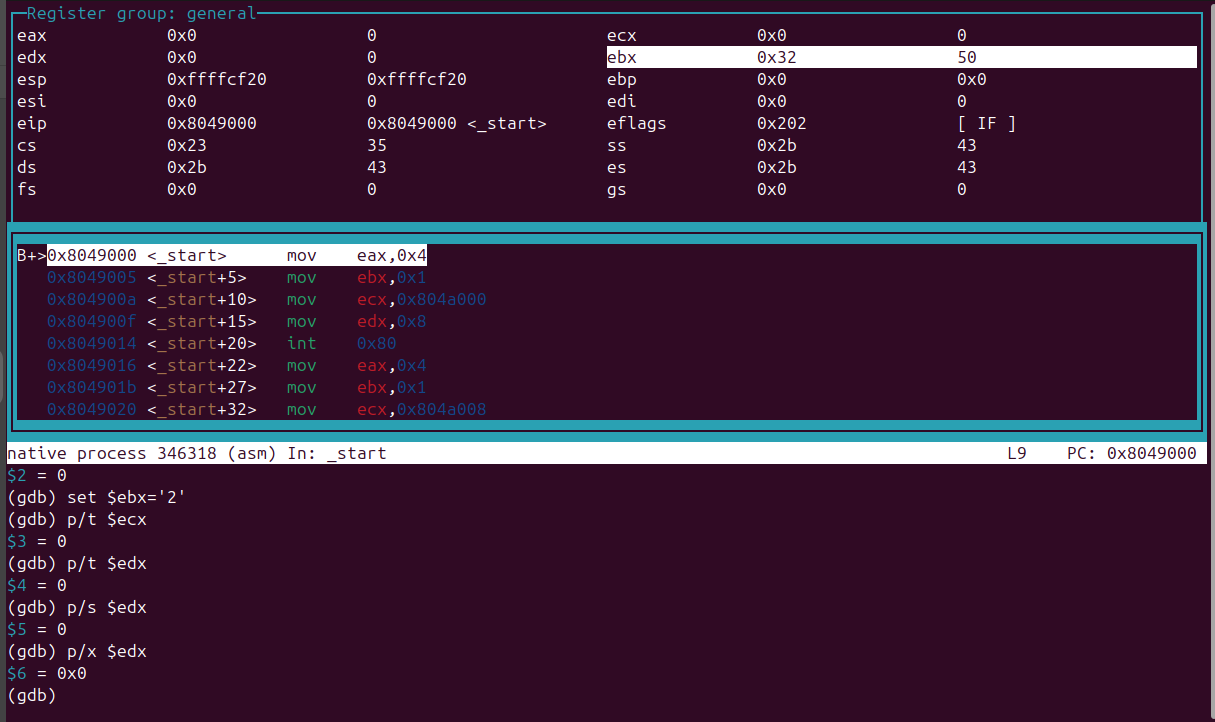 Register group: general
eax 0x0 0 ecx 0x0 0
edx 0x0 0 ebx 0x32 50
esp 0xffffcf20 0xffffcf20 ebp 0x0 0x0
esi 0x0 0 edi 0x0 0
eip 0x8049000 0x8049000 <_start> eflags 0x202 [ IF ]
cs 0x23 35 ss 0x2b 43
ds 0x2b 43 es 0x2b 43
fs 0x0 0 gs 0x0 0
B+>0x8049000 <_start> mov eax,0x4
0x8049005 <_start+5> mov ebx,0x1
0x804900a <_start+10> mov ecx,0x804a000
0x804900f <_start+15> mov edx,0x8
0x8049014 <_start+20> int 0x80
0x8049016 <_start+22> mov eax,0x4
0x804901b <_start+27> mov ebx,0x1
0x8049020 <_start+32> mov ecx,0x804a008
native process 346318 (asm) In: _start L9 PC: 0x8049000
$2 = 0
(gdb) set $ebx='2'
(gdb) p/t $ecx
$3 = 0
(gdb) p/t $edx
$4 = 0
(gdb) p/s $edx
$5 = 0
(gdb) p/x $edx
$6 = 0x0
(gdb)